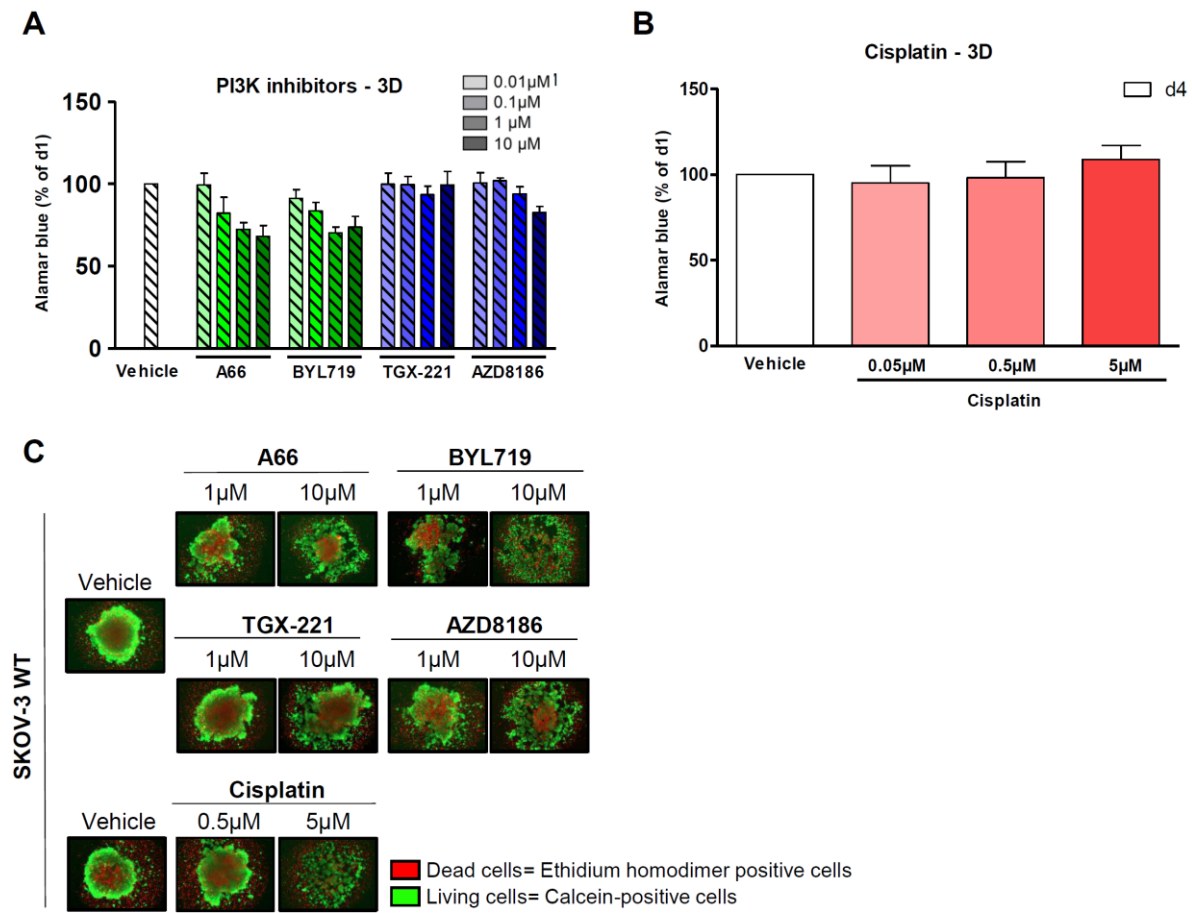 A
PI3K inhibitors - 3D
0.01µM1
0.1µM
1 µM
10 µM
Alamar blue (% of d1)
150
100
50
0
Vehicle
A66
BYL719
TGX-221
AZD8186
B
Cisplatin - 3D
d4
Alamar blue (% of d1)
150
100
50
0
Vehicle
0.05µM
0.5µM
5µM
Cisplatin
C
SKOV-3 WT
A66
BYL719
1µM
10µM
1µM
10µM
Vehicle
TGX-221
AZD8186
1µM
10µM
1µM
10µM
Cisplatin
Vehicle
0.5µM
5µM
Dead cells= Ethidium homodimer positive cells
Living cells= Calcein-positive cells